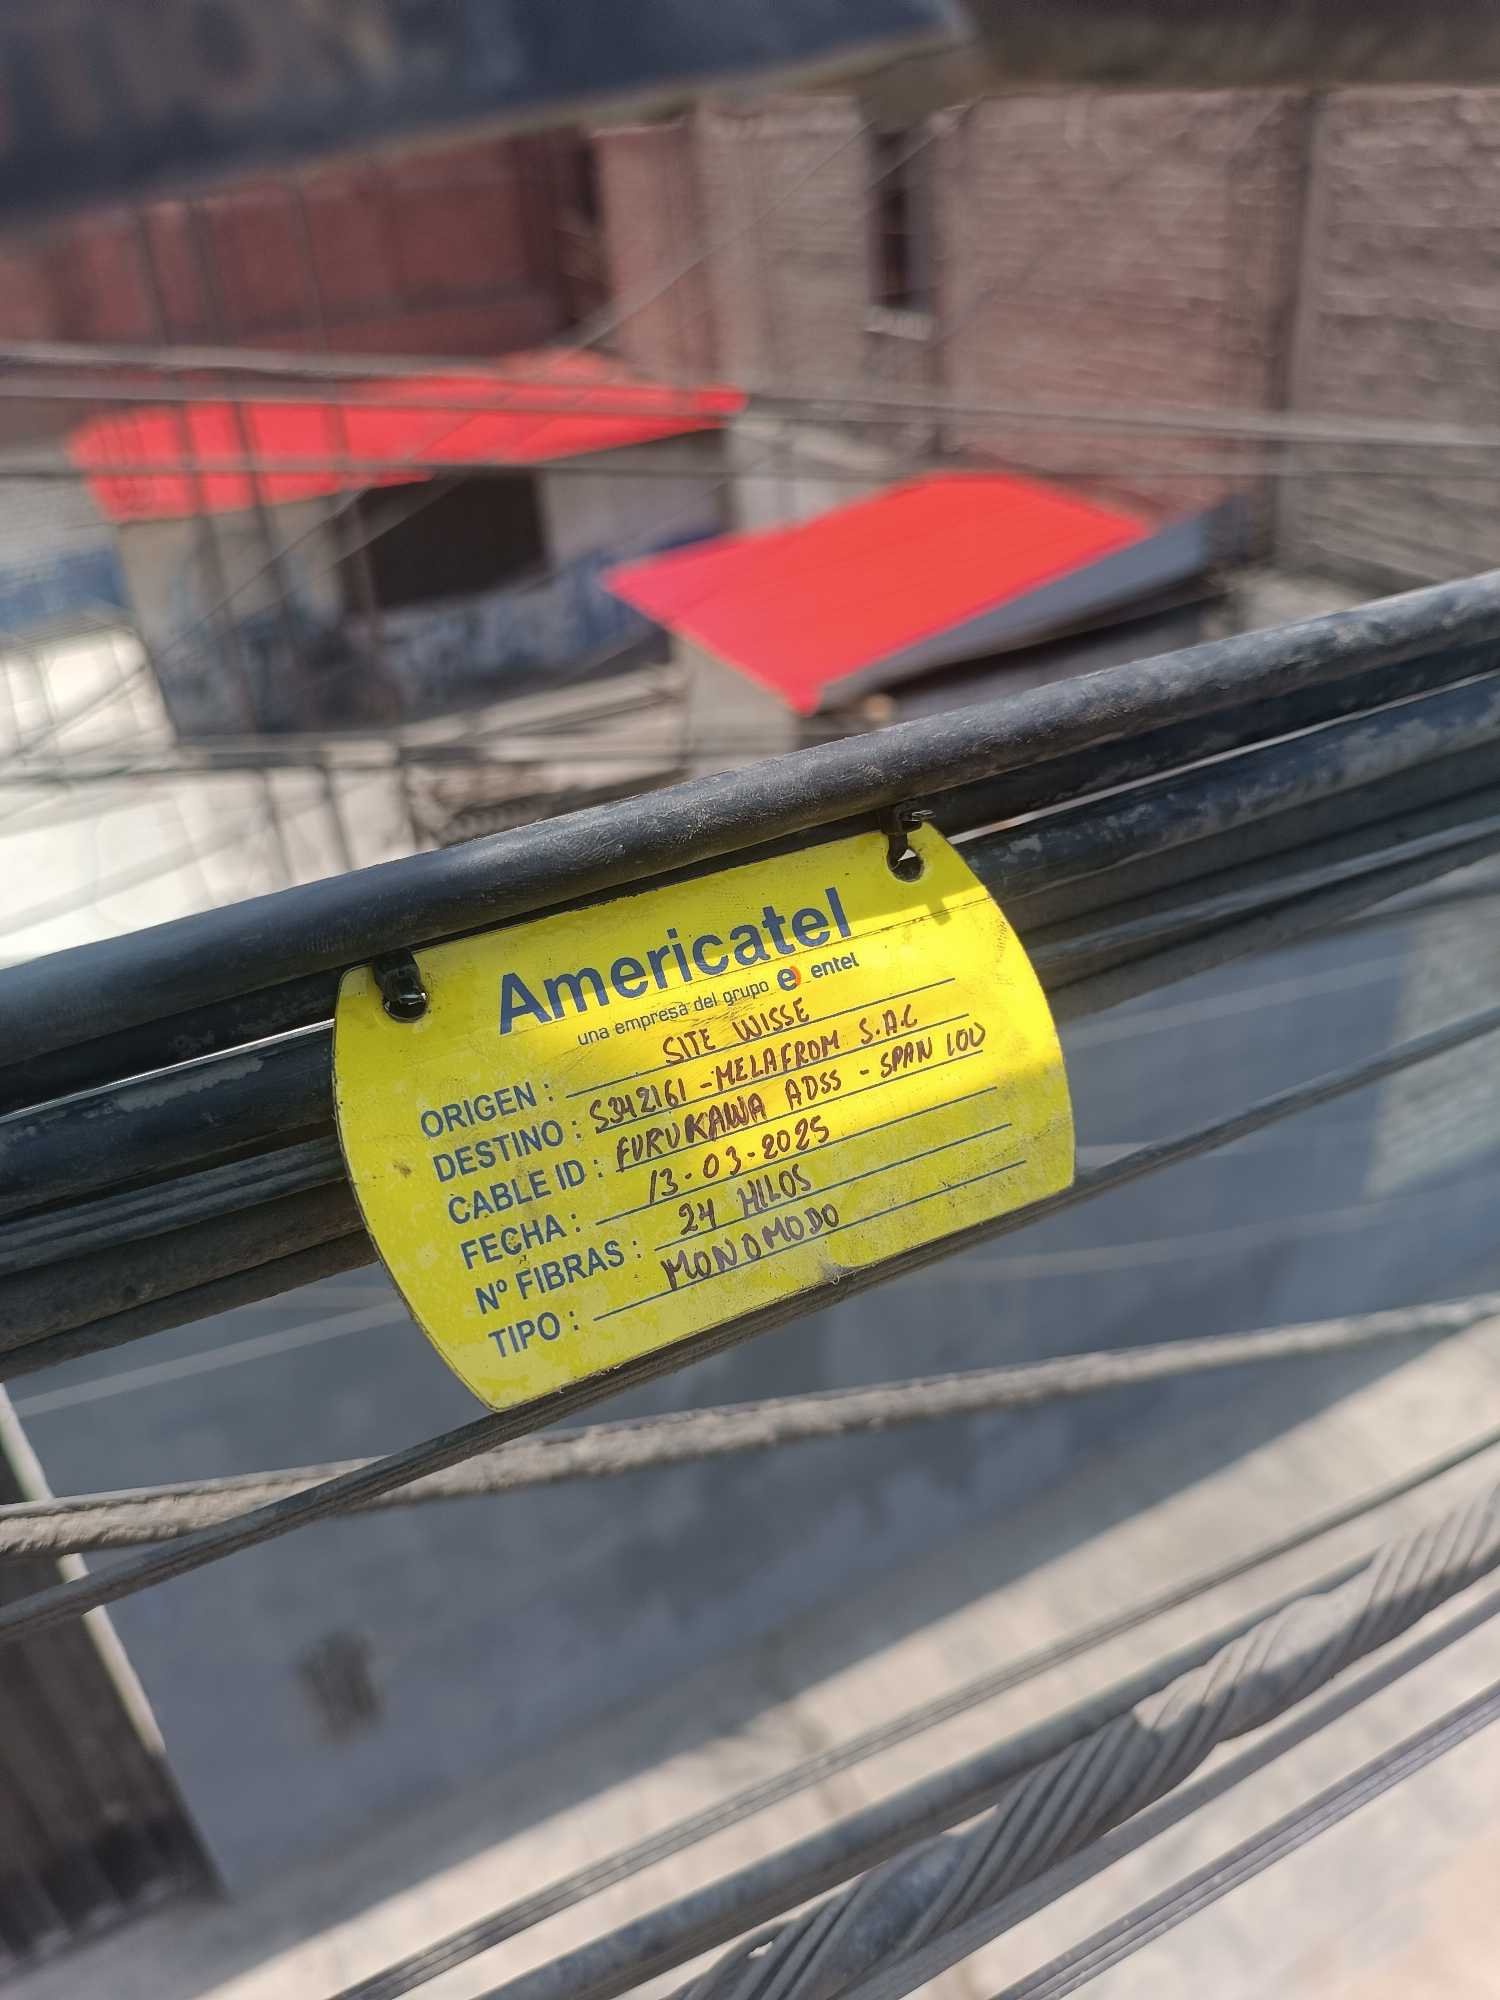 Americatel
una empresa del grupo e) entel
ORIGEN : SITE WISSE
DESTINO : S342161 - MELAFROM S.A.C
CABLE ID : FURUKAWA ADSS - SPAN 100
FECHA : 13-03-2025
Nº FIBRAS : 24 HILOS
TIPO : MONOMODO